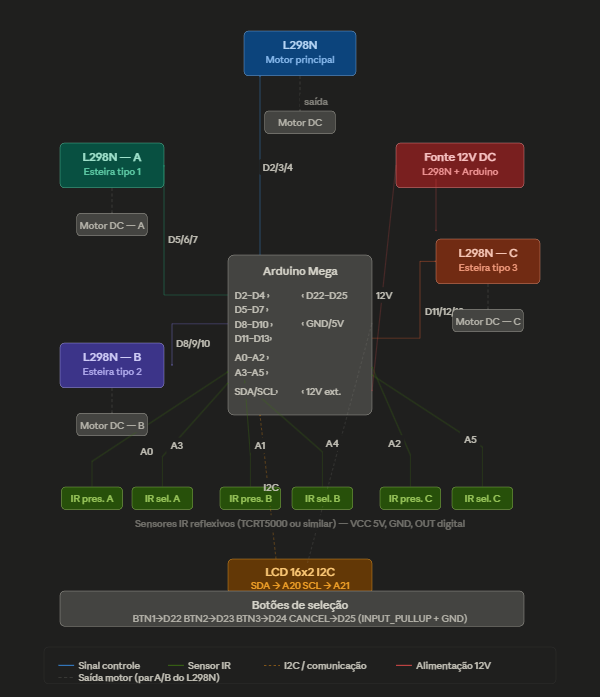 L298N
Motor principal
saída
Motor DC
L298N — A
Esteira tipo 1
Fonte 12V DC
L298N + Arduino
D2/3/4
Motor DC — A
D5/6/7
L298N — C
Esteira tipo 3
Arduino Mega
D2–D4 ›
‹ D22–D25
12V
D5–D7 ›
D11/12/
Motor DC — C
D8–D10 ›
‹ GND/5V
D11–D13›
D8/9/10
L298N — B
Esteira tipo 2
A0–A2 ›
A3–A5 ›
SDA/SCL›
‹ 12V ext.
Motor DC — B
A0
A3
A1
A4
A2
A5
I2C
IR pres. A
IR sel. A
IR pres. B
IR sel. B
IR pres. C
IR sel. C
Sensores IR reflexivos (TCRT5000 ou similar) — VCC 5V, GND, OUT digital
LCD 16x2 I2C
SDA → A20 SCL → A21
Botões de seleção
BTN1→D22 BTN2→D23 BTN3→D24 CANCEL→D25 (INPUT_PULLUP + GND)
Sinal controle
Sensor IR
I2C / comunicação
Alimentação 12V
Saída motor (par A/B do L298N)